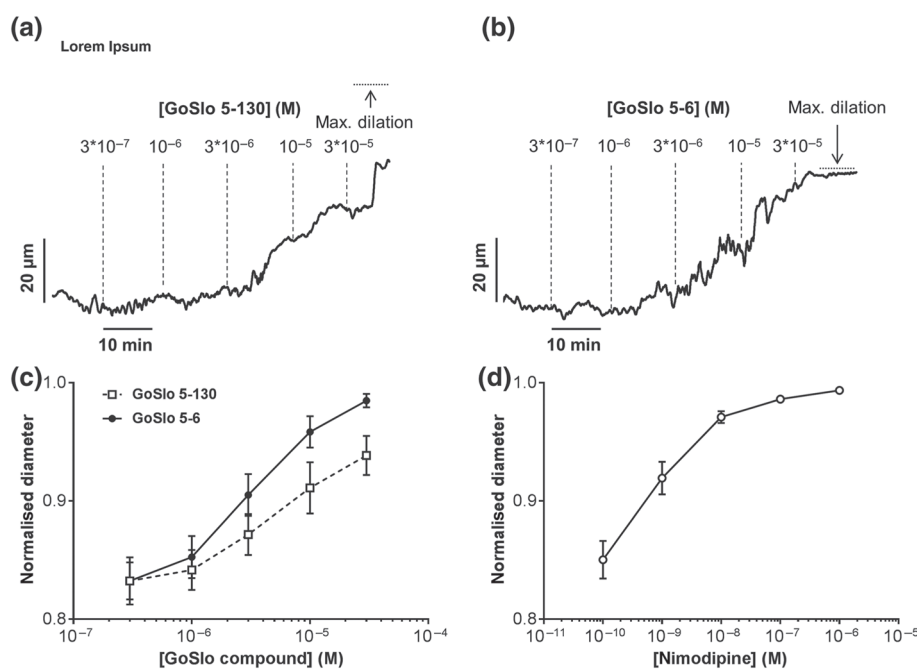 (a)
Lorem Ipsum
[GoSlo 5-130] (M)
Max. dilation
3*10⁻⁷ 10⁻⁶ 3*10⁻⁶ 10⁻⁵ 3*10⁻⁵
20 µm
10 min
(b)
[GoSlo 5-6] (M)
Max. dilation
3*10⁻⁷ 10⁻⁶ 3*10⁻⁶ 10⁻⁵ 3*10⁻⁵
20 µm
10 min
(c)
GoSlo 5-130
GoSlo 5-6
Normalised diameter
1.0
0.9
0.8
10⁻⁷ 10⁻⁶ 10⁻⁵ 10⁻⁴
[GoSlo compound] (M)
(d)
Normalised diameter
1.0
0.9
0.8
10⁻¹¹ 10⁻¹⁰ 10⁻⁹ 10⁻⁸ 10⁻⁷ 10⁻⁶ 10⁻⁵
[Nimodipine] (M)